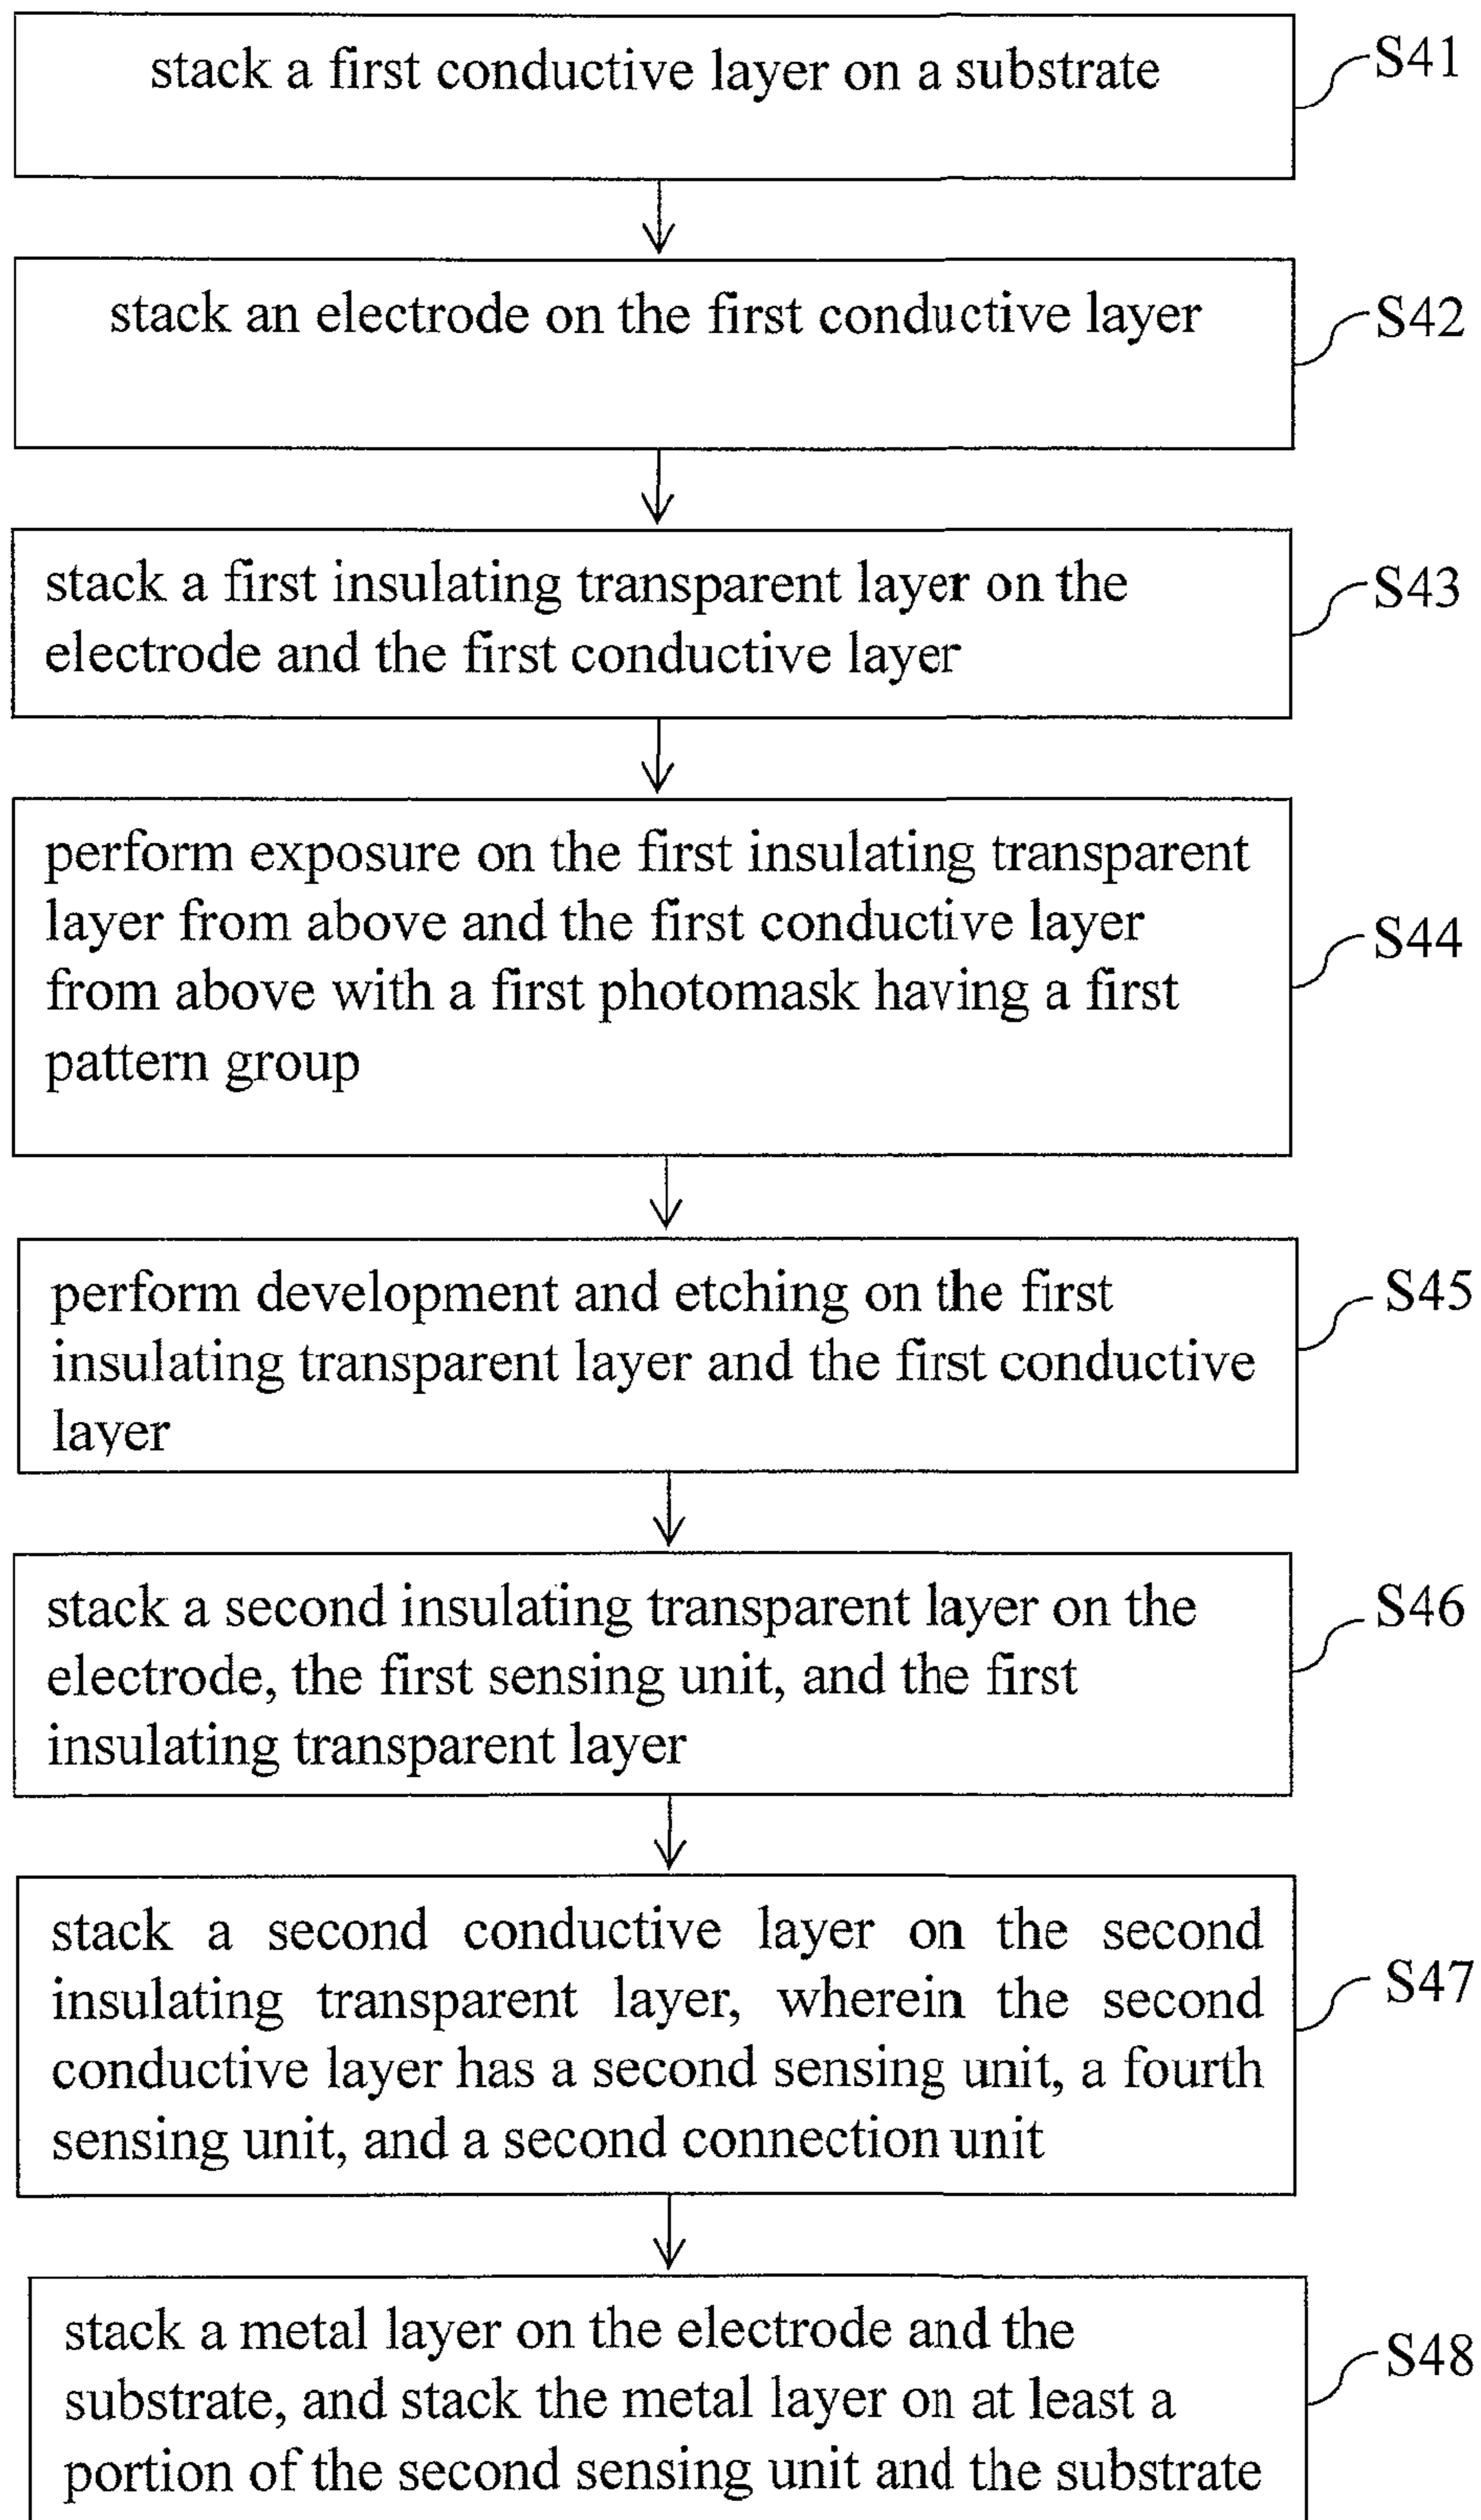 stack a first conductive layer on a substrate
S41
stack an electrode on the first conductive layer
S42
stack a first insulating transparent layer on the
electrode and the first conductive layer
S43
perform exposure on the first insulating transparent
layer from above and the first conductive layer
from above with a first photomask having a first
pattern group
S44
perform development and etching on the first
insulating transparent layer and the first conductive
layer
S45
stack a second insulating transparent layer on the
electrode, the first sensing unit, and the first
insulating transparent layer
S46
stack a second conductive layer on the second
insulating transparent layer, wherein the second
conductive layer has a second sensing unit, a fourth
sensing unit, and a second connection unit
S47
stack a metal layer on the electrode and the
substrate, and stack the metal layer on at least a
portion of the second sensing unit and the substrate
S48